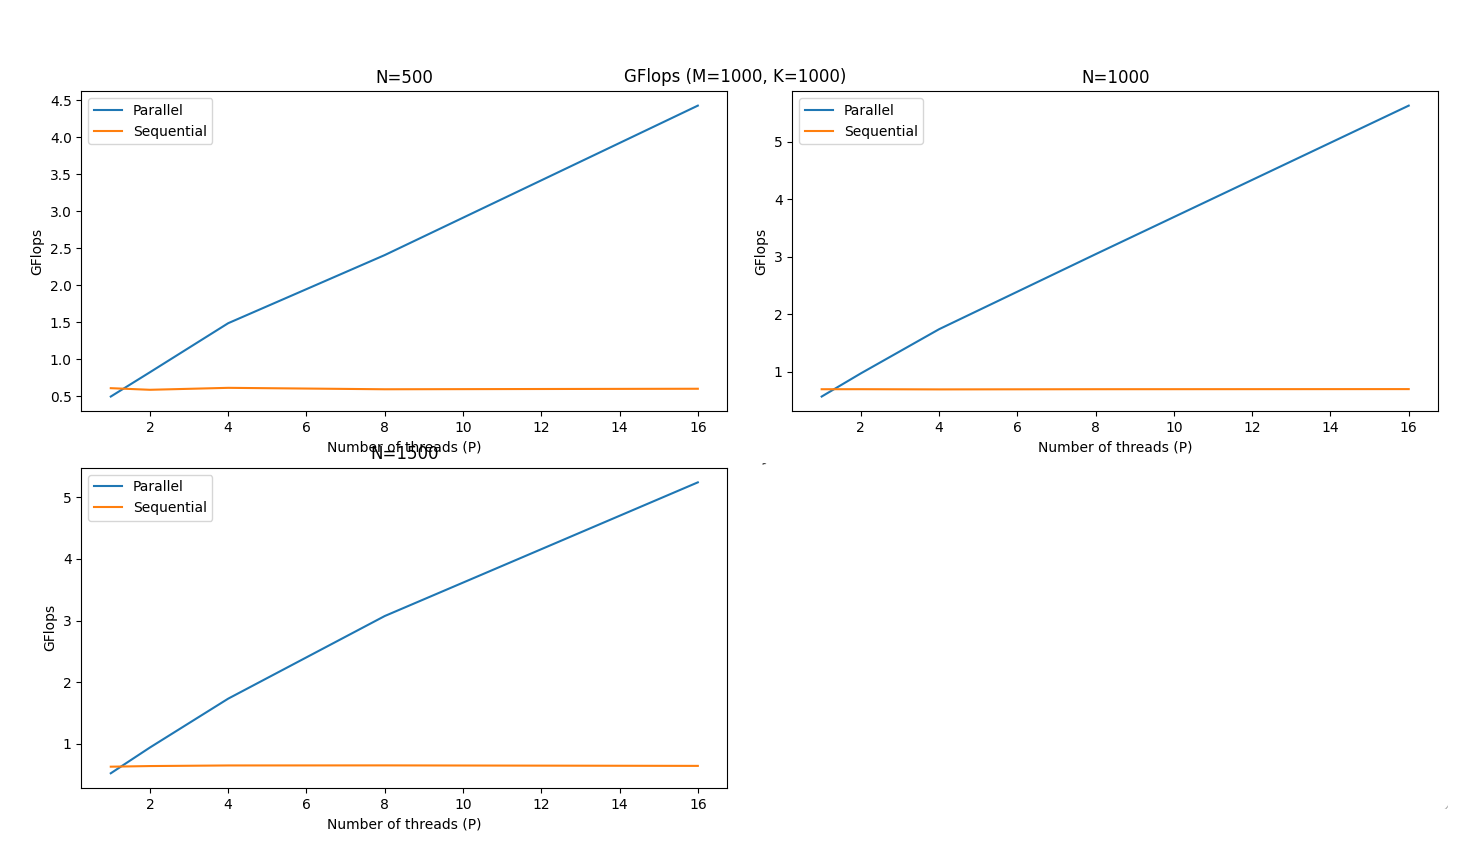 GFlops (M=1000, K=1000)
N=500
Parallel
Sequential
4.5
4.0
3.5
3.0
2.5
2.0
1.5
1.0
0.5
GFlops
2 4 6 8 10 12 14 16
Number of threads (P)
N=1000
Parallel
Sequential
5
4
3
2
1
GFlops
2 4 6 8 10 12 14 16
Number of threads (P)
N=1500
Parallel
Sequential
5
4
3
2
1
GFlops
2 4 6 8 10 12 14 16
Number of threads (P)